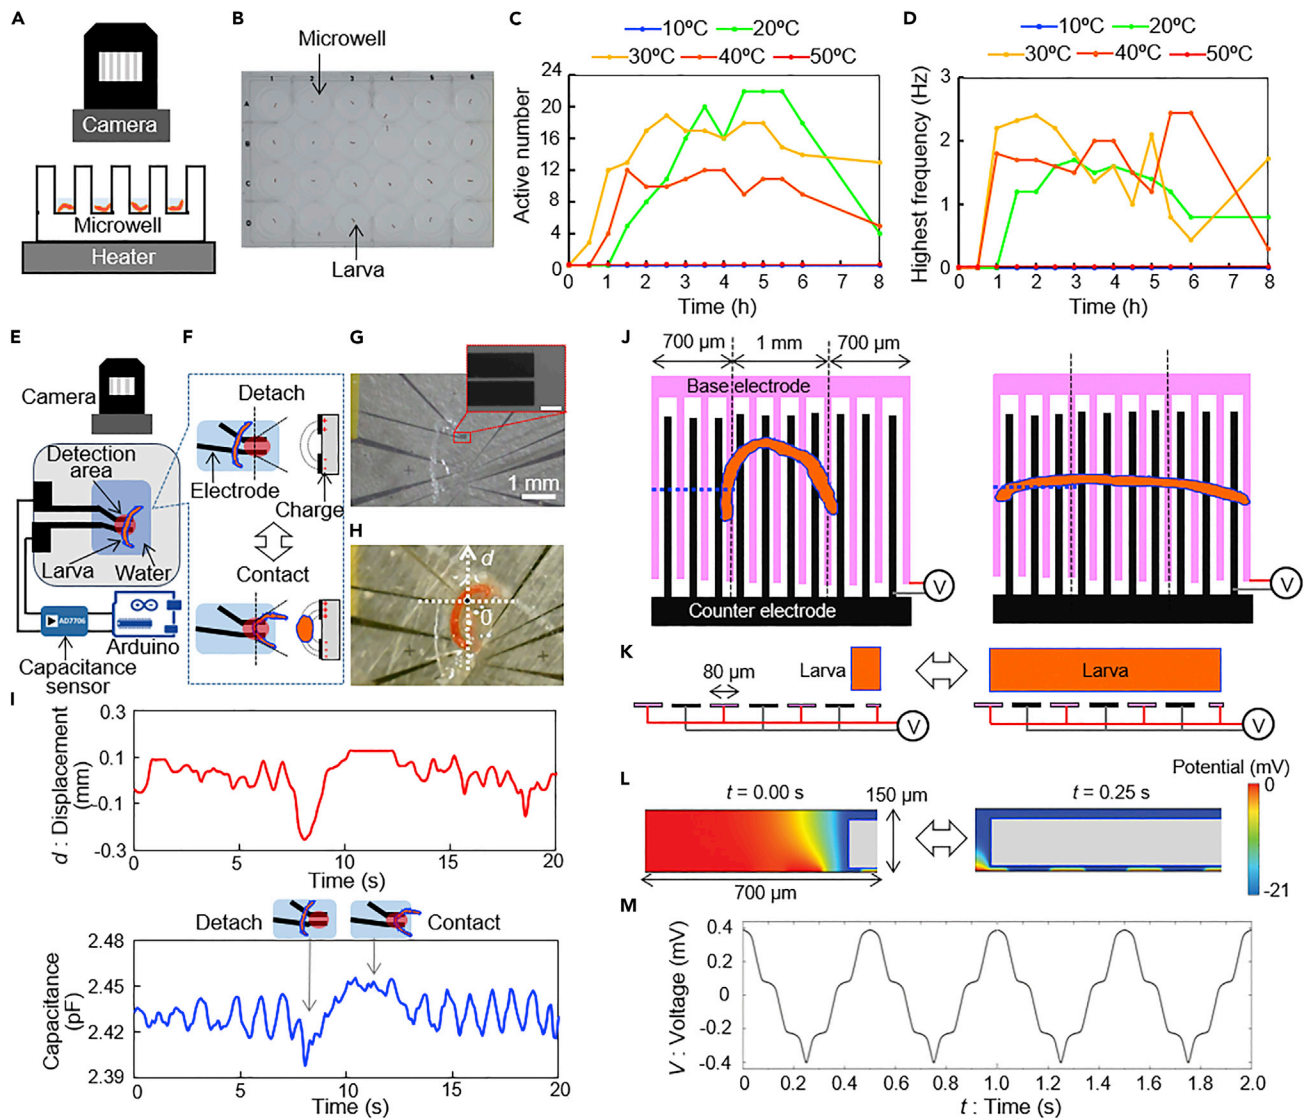 A
Camera
Microwell
Heater
B
Microwell
1 2 3 4 5 6
A
B
C
D
Larva
C
10ºC 20ºC
30ºC 40ºC 50ºC
Active number
24
20
16
12
8
4
0
0 1 2 3 4 5 6 7 8
Time (h)
D
10ºC 20ºC
30ºC 40ºC 50ºC
Highest frequency (Hz)
3
2
1
0
0 1 2 3 4 5 6 7 8
Time (h)
E
Camera
Detection
area
Larva
Water
AD7706
Arduino
Capacitance
sensor
F
Detach
Electrode
Charge
Contact
G
1 mm
H
d
0
I
d : Displacement
(mm)
0.3
0.1
-0.1
-0.3
0 5 10 15 20
Time (s)
Detach
Contact
Capacitance
(pF)
2.48
2.45
2.42
2.39
0 5 10 15 20
Time (s)
J
700 µm 1 mm 700 µm
Base electrode
Counter electrode
V
V
K
80 µm
Larva
V
Larva
V
L
t = 0.00 s
150 µm
700 µm
t = 0.25 s
Potential (mV)
0
-21
M
V : Voltage (mV)
0.4
0.2
0
-0.2
-0.4
0 0.2 0.4 0.6 0.8 1.0 1.2 1.4 1.6 1.8 2.0
t : Time (s)